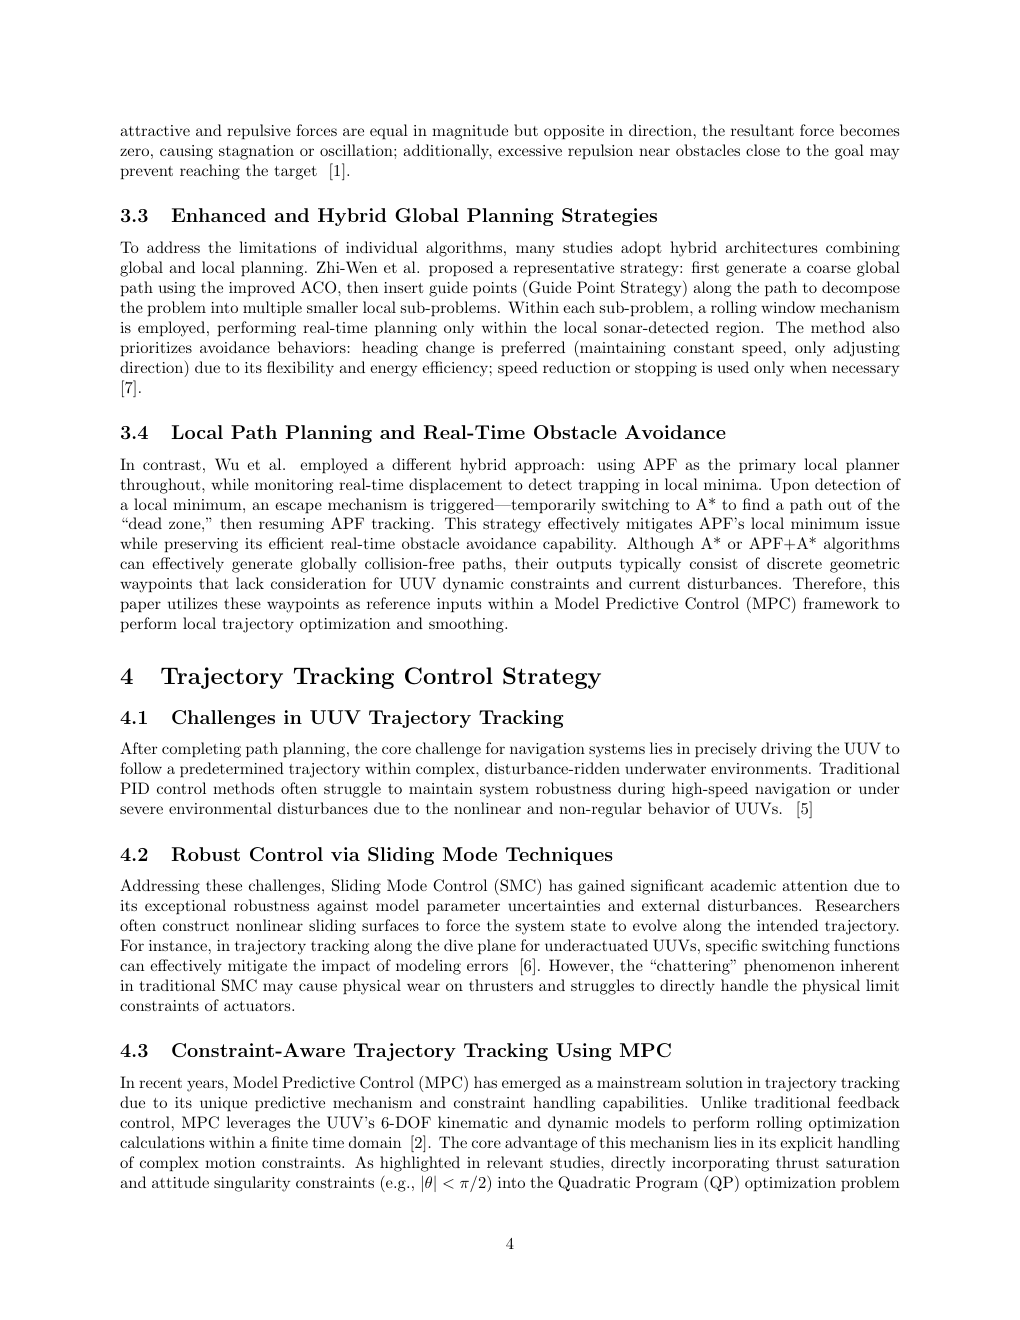 attractive and repulsive forces are equal in magnitude but opposite in direction, the resultant force becomes
zero, causing stagnation or oscillation; additionally, excessive repulsion near obstacles close to the goal may
prevent reaching the target [1].
3.3 Enhanced and Hybrid Global Planning Strategies
To address the limitations of individual algorithms, many studies adopt hybrid architectures combining
global and local planning. Zhi-Wen et al. proposed a representative strategy: first generate a coarse global
path using the improved ACO, then insert guide points (Guide Point Strategy) along the path to decompose
the problem into multiple smaller local sub-problems. Within each sub-problem, a rolling window mechanism
is employed, performing real-time planning only within the local sonar-detected region. The method also
prioritizes avoidance behaviors: heading change is preferred (maintaining constant speed, only adjusting
direction) due to its flexibility and energy efficiency; speed reduction or stopping is used only when necessary
[7].
3.4 Local Path Planning and Real-Time Obstacle Avoidance
In contrast, Wu et al. employed a different hybrid approach: using APF as the primary local planner
throughout, while monitoring real-time displacement to detect trapping in local minima. Upon detection of
a local minimum, an escape mechanism is triggered—temporarily switching to A* to find a path out of the
“dead zone,” then resuming APF tracking. This strategy effectively mitigates APF’s local minimum issue
while preserving its efficient real-time obstacle avoidance capability. Although A* or APF+A* algorithms
can effectively generate globally collision-free paths, their outputs typically consist of discrete geometric
waypoints that lack consideration for UUV dynamic constraints and current disturbances. Therefore, this
paper utilizes these waypoints as reference inputs within a Model Predictive Control (MPC) framework to
perform local trajectory optimization and smoothing.
4 Trajectory Tracking Control Strategy
4.1 Challenges in UUV Trajectory Tracking
After completing path planning, the core challenge for navigation systems lies in precisely driving the UUV to
follow a predetermined trajectory within complex, disturbance-ridden underwater environments. Traditional
PID control methods often struggle to maintain system robustness during high-speed navigation or under
severe environmental disturbances due to the nonlinear and non-regular behavior of UUVs. [5]
4.2 Robust Control via Sliding Mode Techniques
Addressing these challenges, Sliding Mode Control (SMC) has gained significant academic attention due to
its exceptional robustness against model parameter uncertainties and external disturbances. Researchers
often construct nonlinear sliding surfaces to force the system state to evolve along the intended trajectory.
For instance, in trajectory tracking along the dive plane for underactuated UUVs, specific switching functions
can effectively mitigate the impact of modeling errors [6]. However, the “chattering” phenomenon inherent
in traditional SMC may cause physical wear on thrusters and struggles to directly handle the physical limit
constraints of actuators.
4.3 Constraint-Aware Trajectory Tracking Using MPC
In recent years, Model Predictive Control (MPC) has emerged as a mainstream solution in trajectory tracking
due to its unique predictive mechanism and constraint handling capabilities. Unlike traditional feedback
control, MPC leverages the UUV’s 6-DOF kinematic and dynamic models to perform rolling optimization
calculations within a finite time domain [2]. The core advantage of this mechanism lies in its explicit handling
of complex motion constraints. As highlighted in relevant studies, directly incorporating thrust saturation
and attitude singularity constraints (e.g., |θ| < π/2) into the Quadratic Program (QP) optimization problem
4